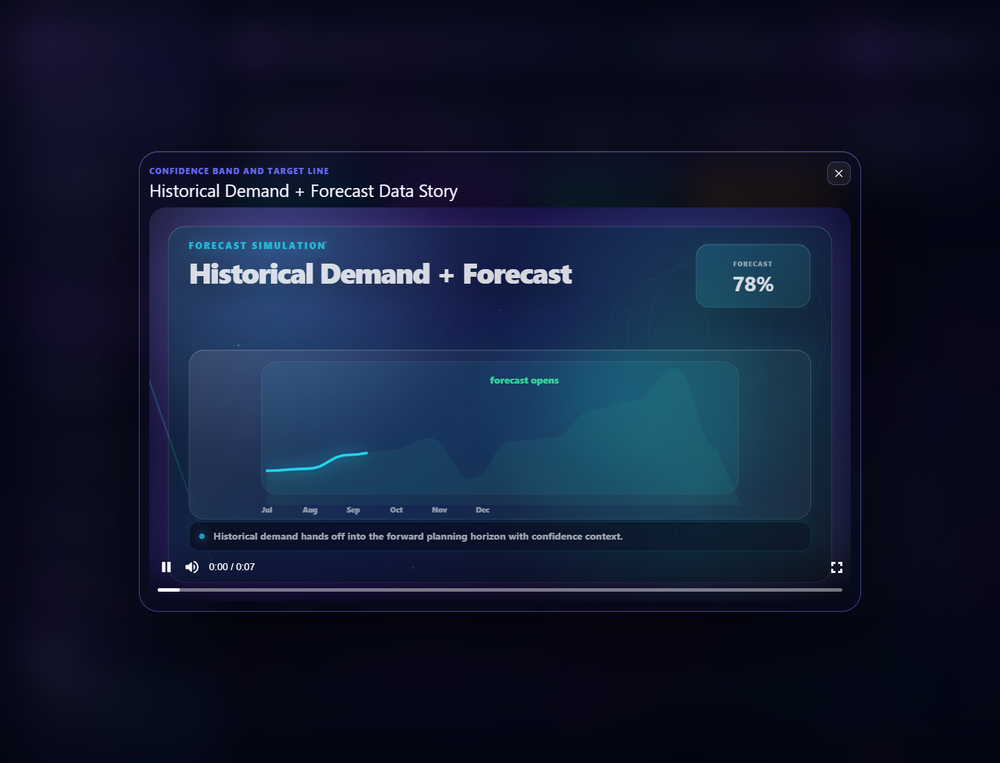 CONFIDENCE BAND AND TARGET LINE
Historical Demand + Forecast Data Story
FORECAST SIMULATION
Historical Demand + Forecast
FORECAST
78%
forecast opens
Jul Aug Sep Oct Nov Dec
Historical demand hands off into the forward planning horizon with confidence context.
0:00 / 0:07